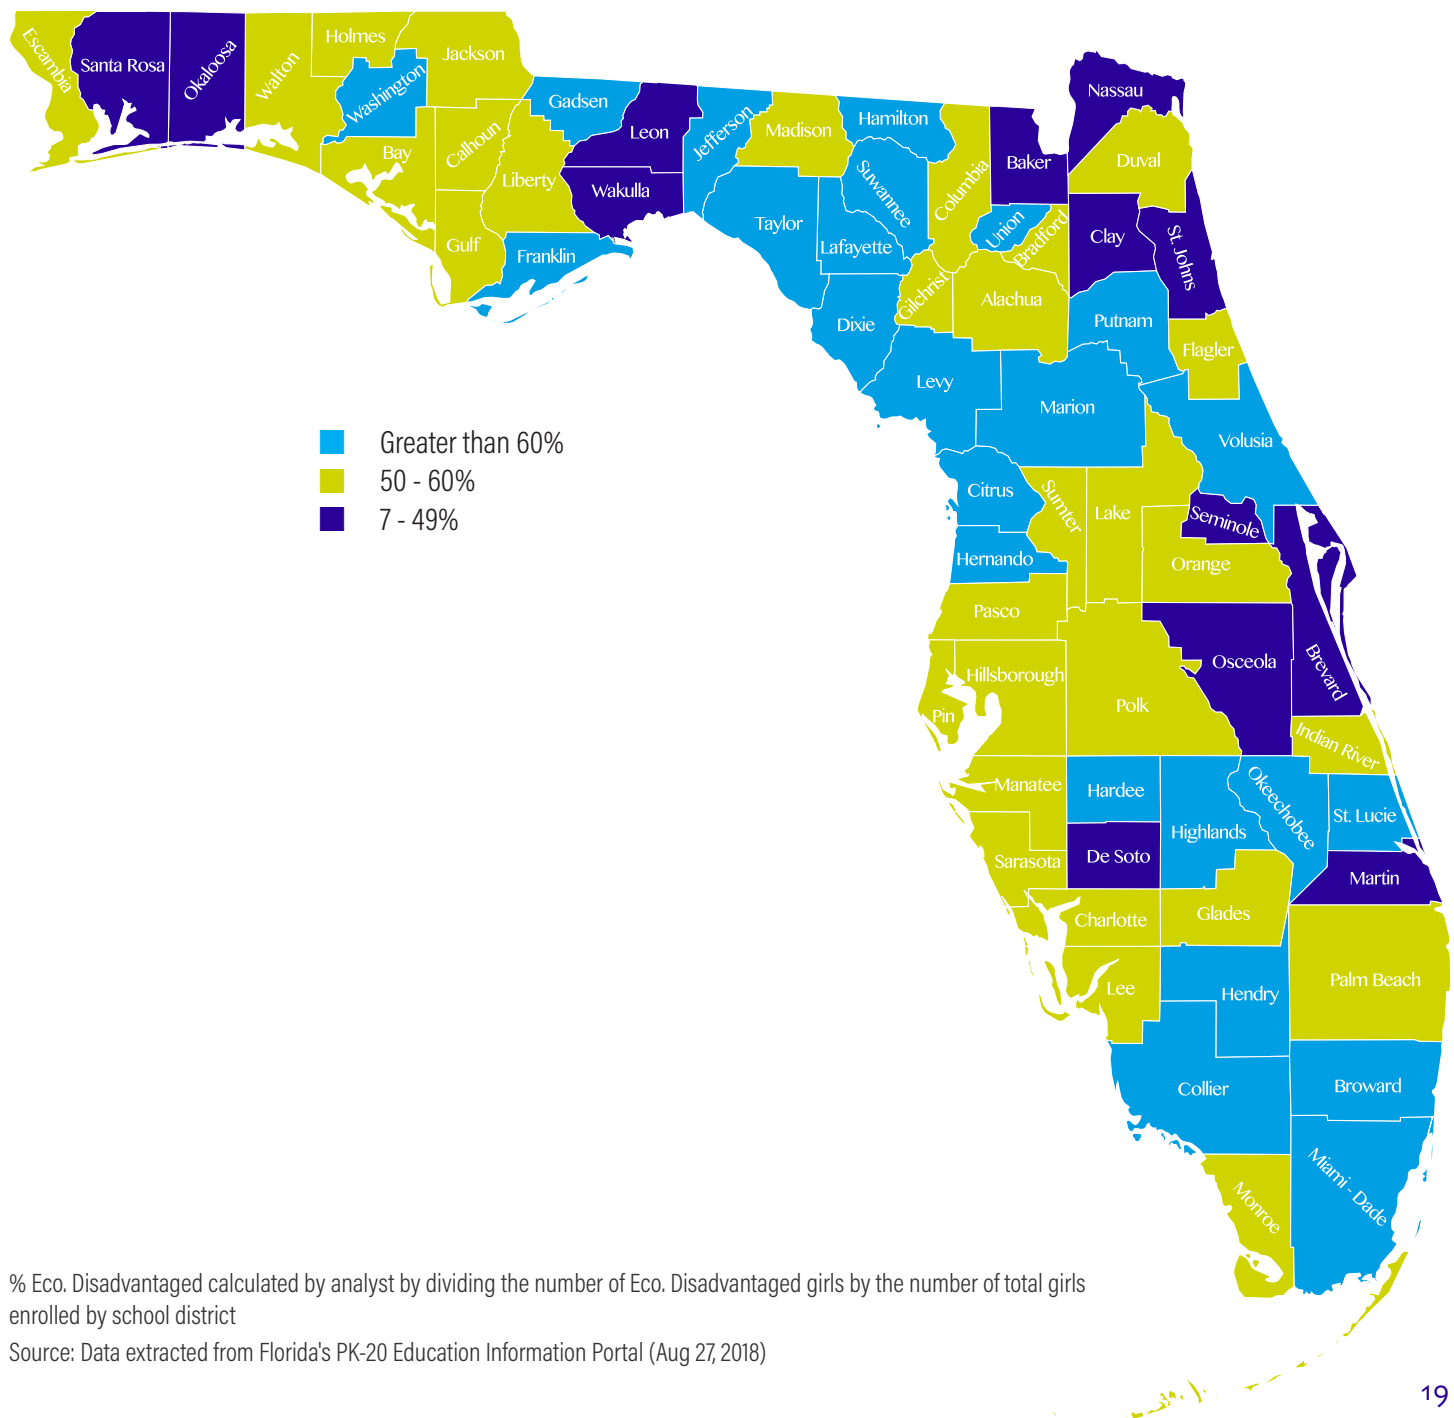 Escambia
Santa Rosa
Okaloosa
Walton
Holmes
Washington
Jackson
Bay
Calhoun
Liberty
Gulf
Gadsen
Franklin
Leon
Wakulla
Jefferson
Madison
Taylor
Hamilton
Suwannee
Lafayette
Dixie
Columbia
Gilchrist
Baker
Union
Bradford
Alachua
Nassau
Duval
Clay
St. Johns
Putnam
Flagler
Levy
Marion
Volusia
Greater than 60%
50 - 60%
7 - 49%
Citrus
Sumter
Lake
Seminole
Hernando
Orange
Pasco
Hillsborough
Pin
Polk
Osceola
Brevard
Indian River
Manatee
Hardee
Highlands
Okeechobee
St. Lucie
Sarasota
De Soto
Martin
Charlotte
Glades
Lee
Hendry
Palm Beach
Collier
Broward
Monroe
Miami - Dade
% Eco. Disadvantaged calculated by analyst by dividing the number of Eco. Disadvantaged girls by the number of total girls
enrolled by school district
Source: Data extracted from Florida's PK-20 Education Information Portal (Aug 27, 2018)
19